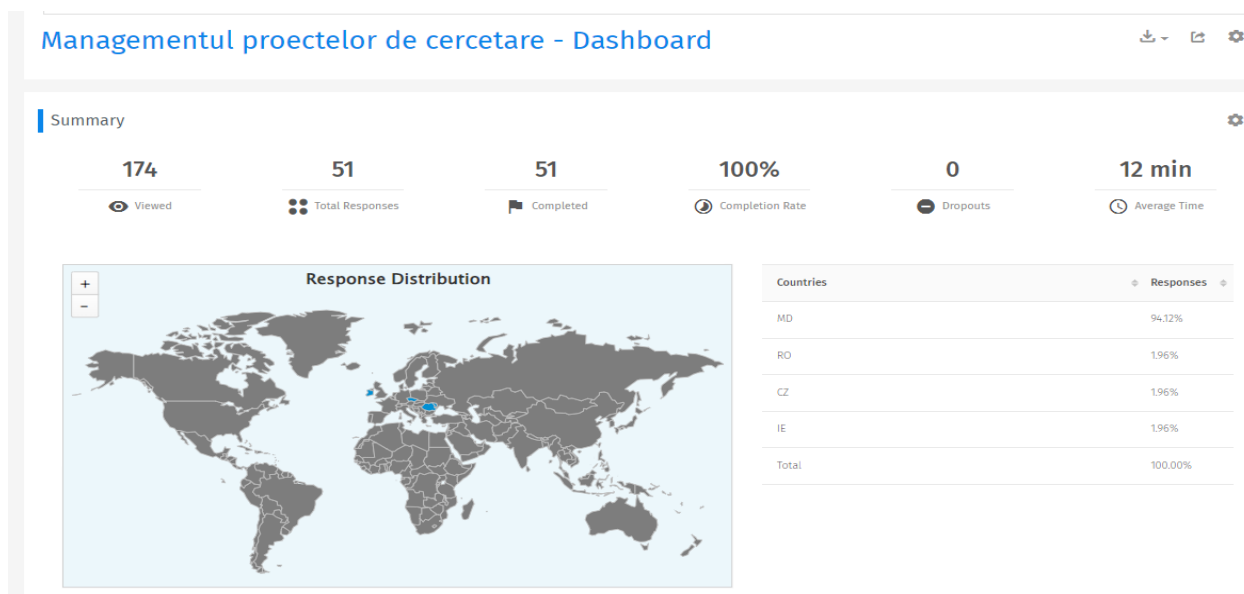 Managementul proectelor de cercetare - Dashboard
Summary
174 51 51 100% 0 12 min
Viewed Total Responses Completed Completion Rate Dropouts Average Time
+
−
Response Distribution
Countries Responses
MD 94.12%
RO 1.96%
CZ 1.96%
IE 1.96%
Total 100.00%